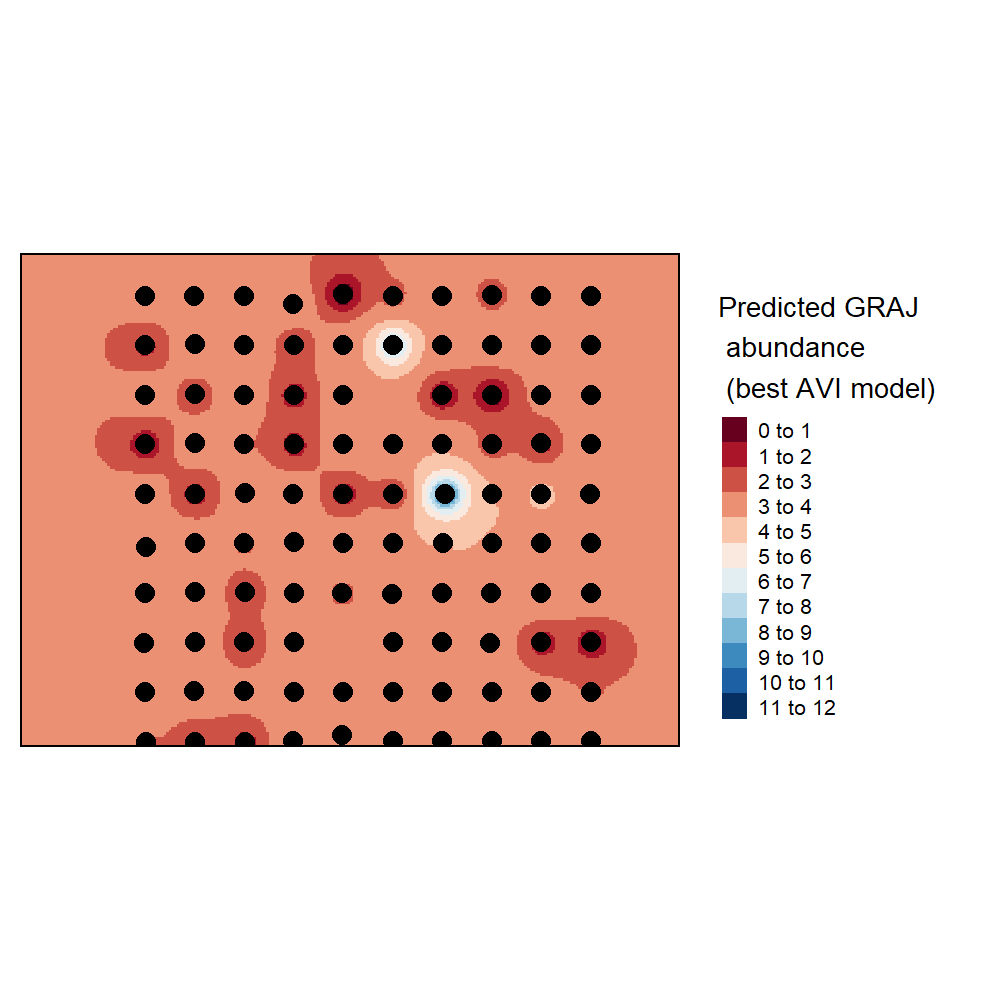 Predicted GRAJ
abundance
(best AVI model)
0 to 1
1 to 2
2 to 3
3 to 4
4 to 5
5 to 6
6 to 7
7 to 8
8 to 9
9 to 10
10 to 11
11 to 12